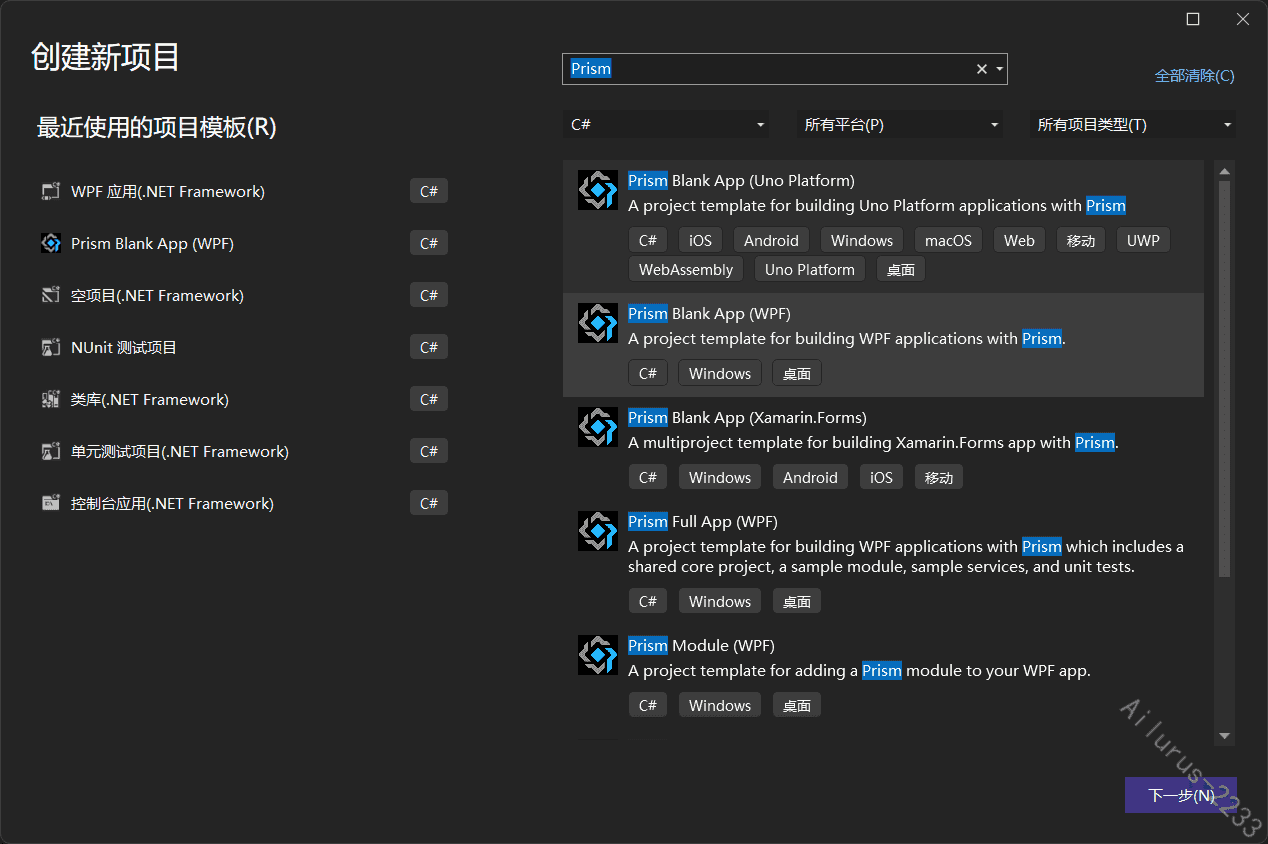 创建新项目
Prism
全部清除(C)
最近使用的项目模板(R)
C#
所有平台(P)
所有项目类型(T)
WPF 应用(.NET Framework)
C#
Prism Blank App (WPF)
C#
空项目(.NET Framework)
C#
NUnit 测试项目
C#
类库(.NET Framework)
C#
单元测试项目(.NET Framework)
C#
控制台应用(.NET Framework)
C#
Prism Blank App (Uno Platform)
A project template for building Uno Platform applications with Prism
C# iOS Android Windows macOS Web 移动 UWP
WebAssembly Uno Platform 桌面
Prism Blank App (WPF)
A project template for building WPF applications with Prism.
C# Windows 桌面
Prism Blank App (Xamarin.Forms)
A multiproject template for building Xamarin.Forms app with Prism.
C# Windows Android iOS 移动
Prism Full App (WPF)
A project template for building WPF applications with Prism which includes a
shared core project, a sample module, sample services, and unit tests.
C# Windows 桌面
Prism Module (WPF)
A project template for adding a Prism module to your WPF app.
C# Windows 桌面
下一步(N)
Ailurus-2233